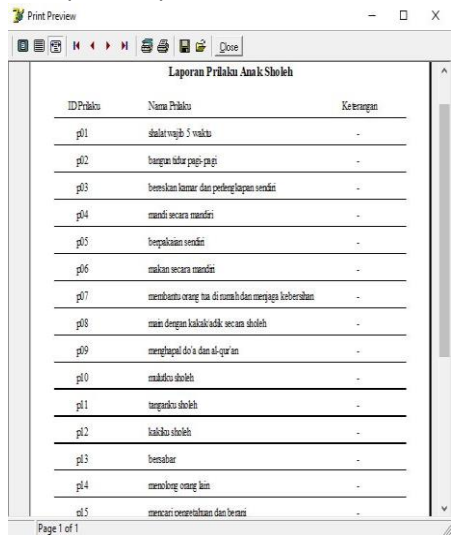 Print Preview
Close
Laporan Prilaku Anak Sholeh
ID Prilaku Nama Prilaku Keterangan
p01 shalat wajib 5 waktu -
p02 bangun tidur pagi-pagi -
p03 bereskan kamar dan perlengkapan sendiri -
p04 mandi secara mandiri -
p05 berpakaian sendiri -
p06 makan secara mandiri -
p07 membantu orang tua di rumah dan menjaga kebersihan -
p08 main dengan kakak/adik secara sholeh -
p09 menghapal do'a dan al-qur'an -
p10 mulutku sholeh -
p11 tanganku sholeh -
p12 kakiku sholeh -
p13 bersabar -
p14 menolong orang lain -
p15 mencari pengetahuan dan berani -
Page 1 of 1